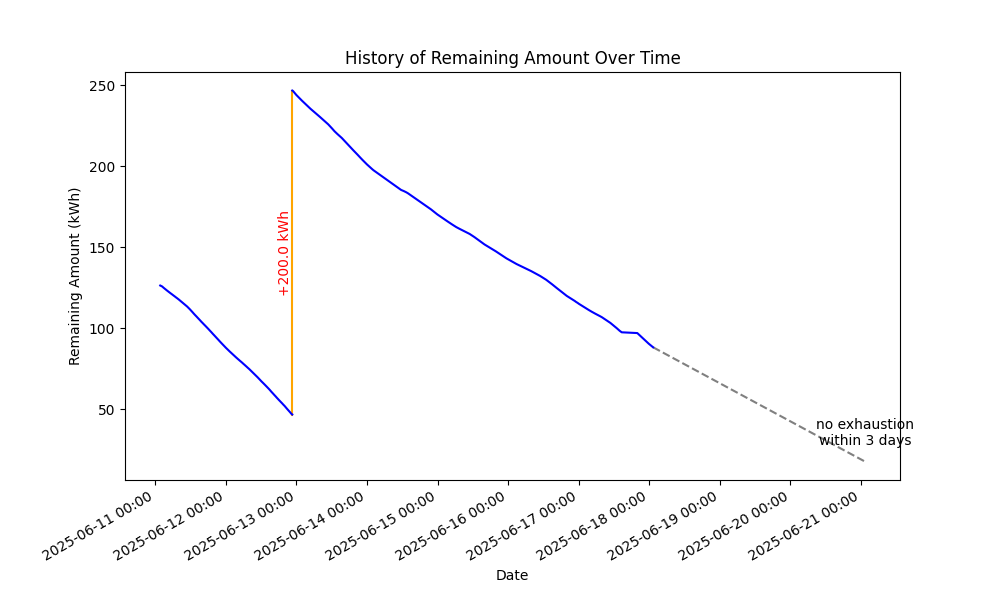 History of Remaining Amount Over Time
Remaining Amount (kWh)
250
200
150
100
50
+200.0 kWh
no exhaustion
within 3 days
2025-06-11 00:00
2025-06-12 00:00
2025-06-13 00:00
2025-06-14 00:00
2025-06-15 00:00
2025-06-16 00:00
2025-06-17 00:00
2025-06-18 00:00
2025-06-19 00:00
2025-06-20 00:00
2025-06-21 00:00
Date